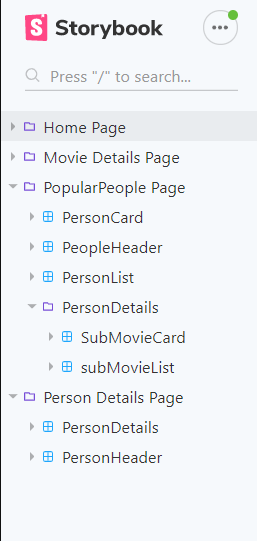 Storybook
Press "/" to search...
Home Page
Movie Details Page
PopularPeople Page
PersonCard
PeopleHeader
PersonList
PersonDetails
SubMovieCard
subMovieList
Person Details Page
PersonDetails
PersonHeader